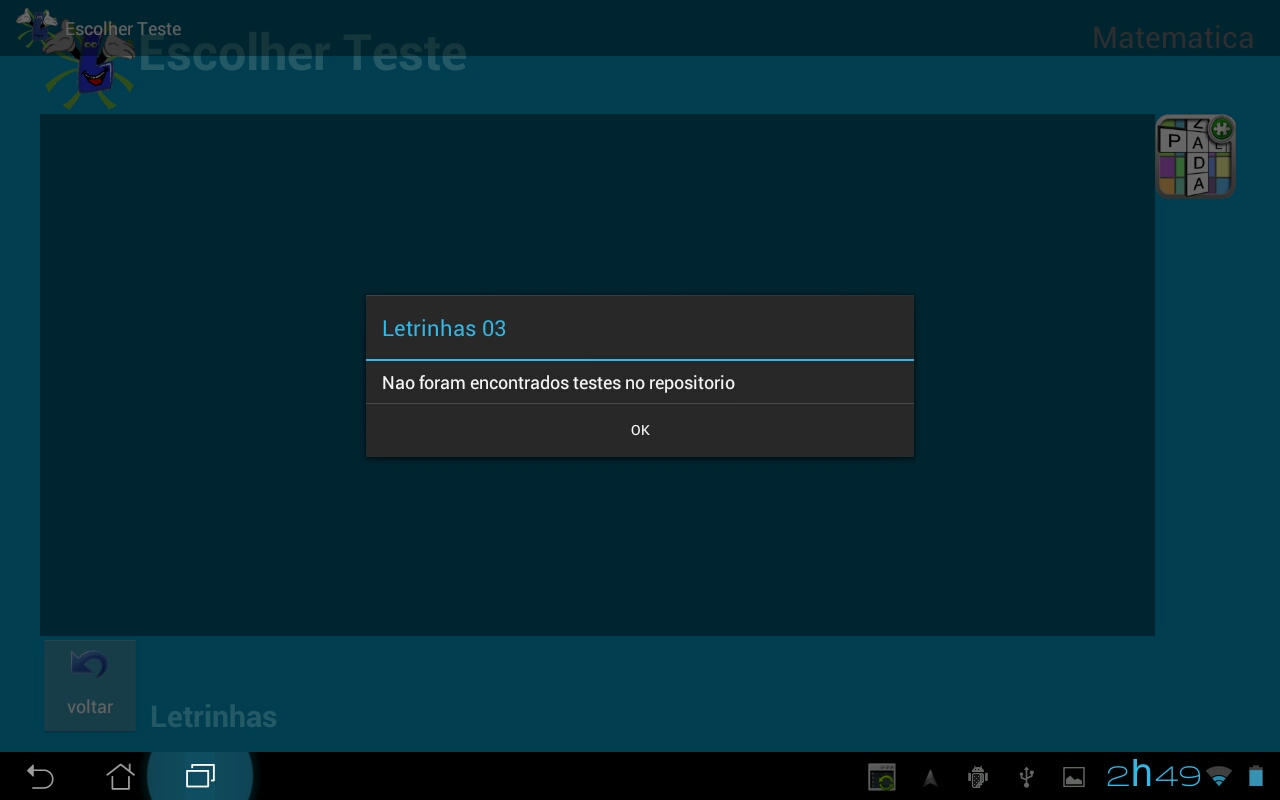 Escolher Teste
Escolher Teste
Matematica
P A
D
A
Letrinhas 03
Nao foram encontrados testes no repositorio
OK
voltar
Letrinhas
2h49